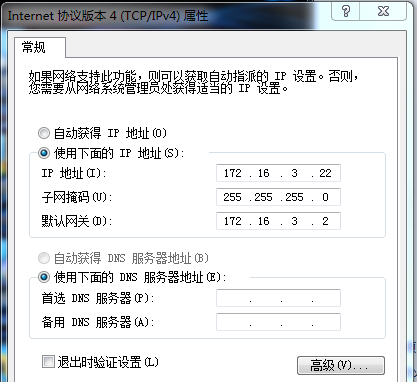 Internet 协议版本 4 (TCP/IPv4) 属性
常规
如果网络支持此功能，则可以获取自动指派的 IP 设置。否则，
您需要从网络系统管理员处获得适当的 IP 设置。
自动获得 IP 地址(O)
使用下面的 IP 地址(S):
IP 地址(I): 172 . 16 . 3 . 22
子网掩码(U): 255 . 255 . 255 . 0
默认网关(D): 172 . 16 . 3 . 2
自动获得 DNS 服务器地址(B)
使用下面的 DNS 服务器地址(E):
首选 DNS 服务器(P): . . .
备用 DNS 服务器(A): . . .
退出时验证设置(L)
高级(V)...